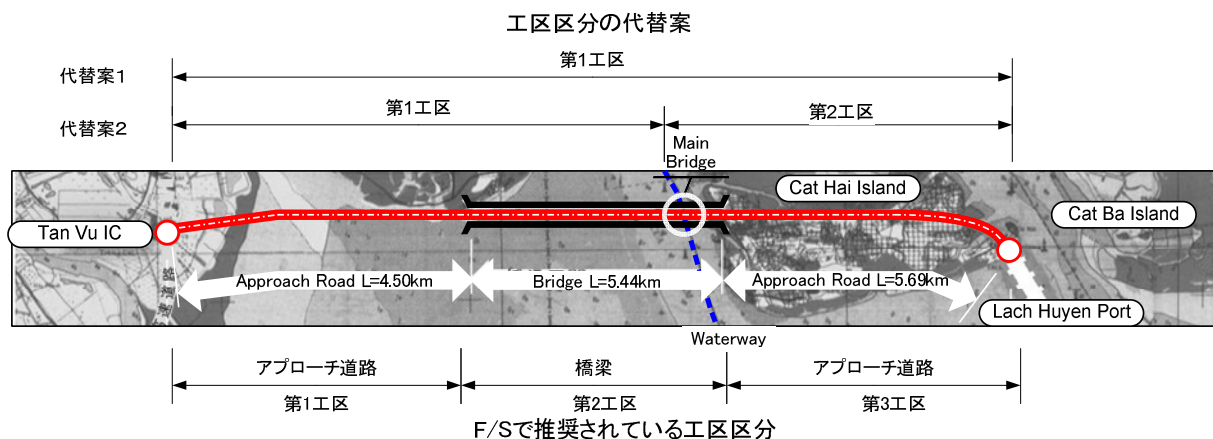 工区区分の代替案
代替案1
第1工区
代替案2
第1工区
第2工区
Main
Bridge
Cat Hai Island
Cat Ba Island
Tan Vu IC
Approach Road L=4.50km
Bridge L=5.44km
Approach Road L=5.69km
Lach Huyen Port
Waterway
アプローチ道路
橋梁
アプローチ道路
第1工区
第2工区
第3工区
F/Sで推奨されている工区区分